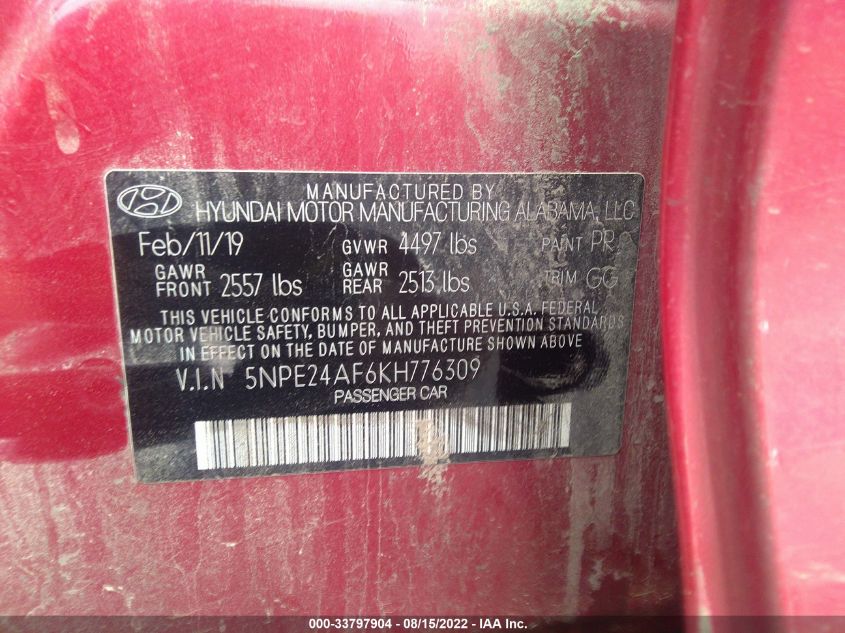 MANUFACTURED BY
HYUNDAI MOTOR MANUFACTURING ALABAMA, LLC
Feb/11/19 GVWR 4497 lbs PAINT PR
GAWR FRONT 2557 lbs GAWR REAR 2513 lbs TRIM GG
THIS VEHICLE CONFORMS TO ALL APPLICABLE U.S.A. FEDERAL
MOTOR VEHICLE SAFETY, BUMPER, AND THEFT PREVENTION STANDARDS
IN EFFECT ON THE DATE OF MANUFACTURE SHOWN ABOVE
V.I.N 5NPE24AF6KH776309
PASSENGER CAR
000-33797904 - 08/15/2022 - IAA Inc.